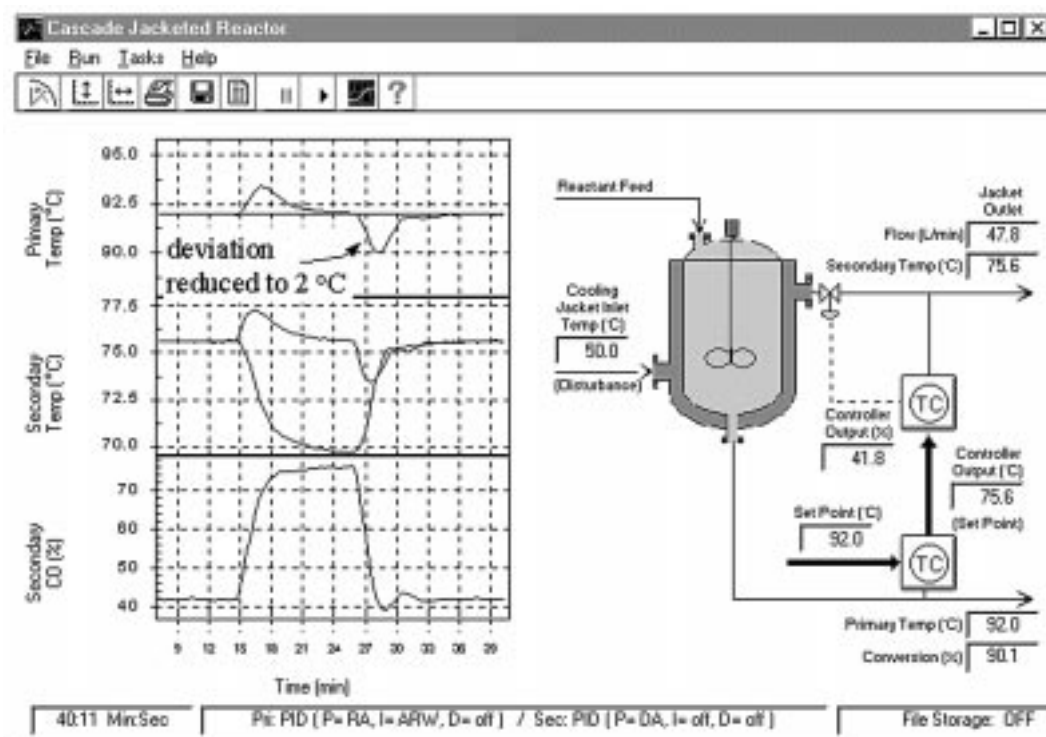 Cascade Jacketed Reactor
File Run Tasks Help
95.0
92.5
90.0
Primary
Temp (°C)
deviation
reduced to 2 °C
77.5
75.0
72.5
70.0
Secondary
Temp (°C)
70
60
50
40
Secondary
CO (%)
9 12 15 18 21 24 27 30 33 36 39
Time (min)
Reactant Feed
Cooling
Jacket Inlet
Temp (°C)
50.0
(Disturbance)
Jacket
Outlet
Flow (L/min) 47.8
Secondary Temp (°C) 75.6
TC
Controller
Output (%)
41.8
Controller
Output (°C)
75.6
(Set Point)
Set Point (°C)
92.0
TC
Primary Temp (°C) 92.0
Conversion (%) 90.1
40:11 Min:Sec
Pri: PID ( P= RA, I= ARW, D= off ) / Sec: PID ( P= DA, I= off, D= off )
File Storage: OFF